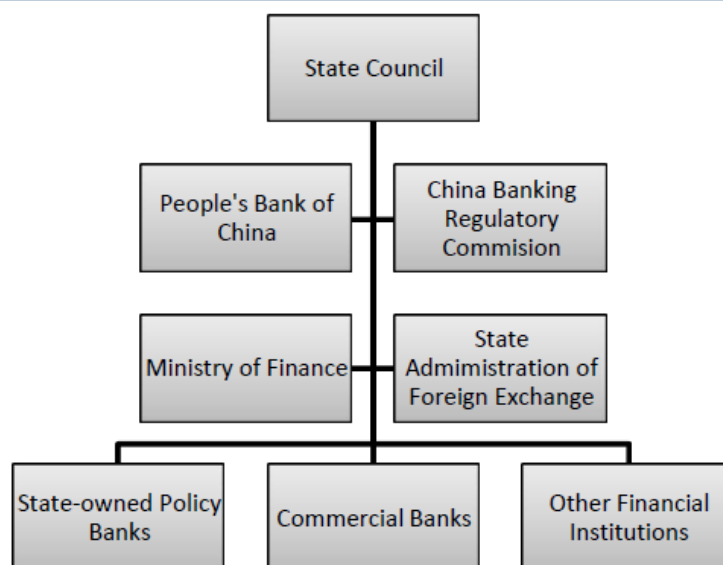 State Council
People's Bank of
China
China Banking
Regulatory
Commision
Ministry of Finance
State
Admimistration of
Foreign Exchange
State-owned Policy
Banks
Commercial Banks
Other Financial
Institutions